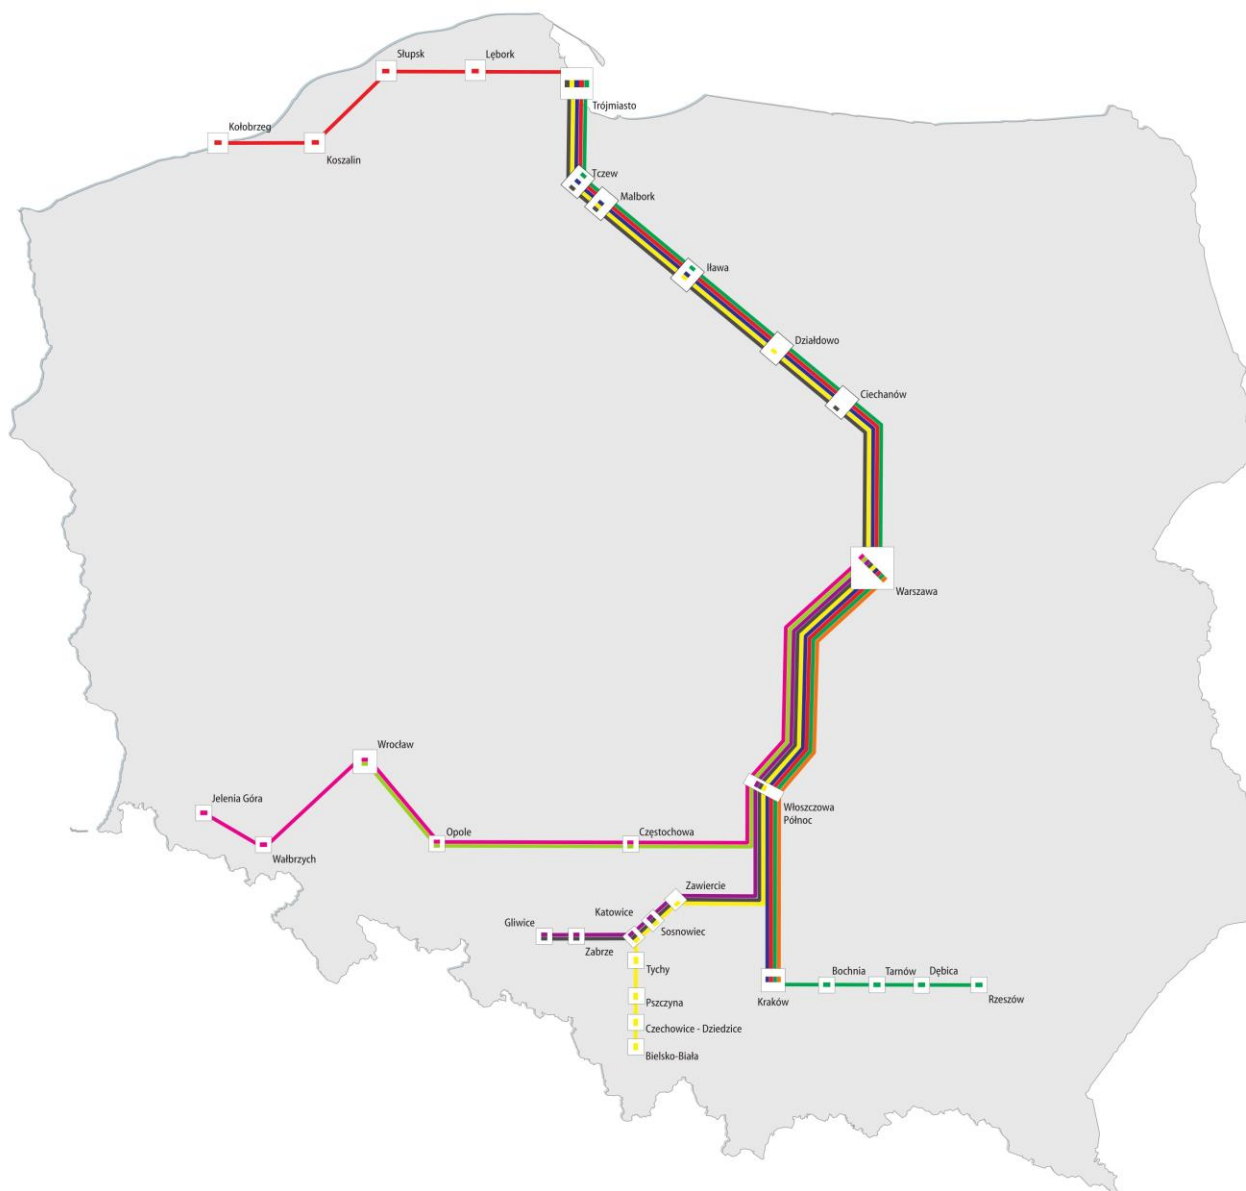 Słupsk
Lębork
Trójmiasto
Kołobrzeg
Koszalin
Tczew
Malbork
Iława
Działdowo
Ciechanów
Warszawa
Wrocław
Jelenia Góra
Wałbrzych
Opole
Częstochowa
Włoszczowa
Północ
Zawiercie
Katowice
Gliwice
Sosnowiec
Zabrze
Tychy
Bochnia
Tarnów
Dębica
Kraków
Rzeszów
Pszczyna
Czechowice - Dziedzice
Bielsko-Biała